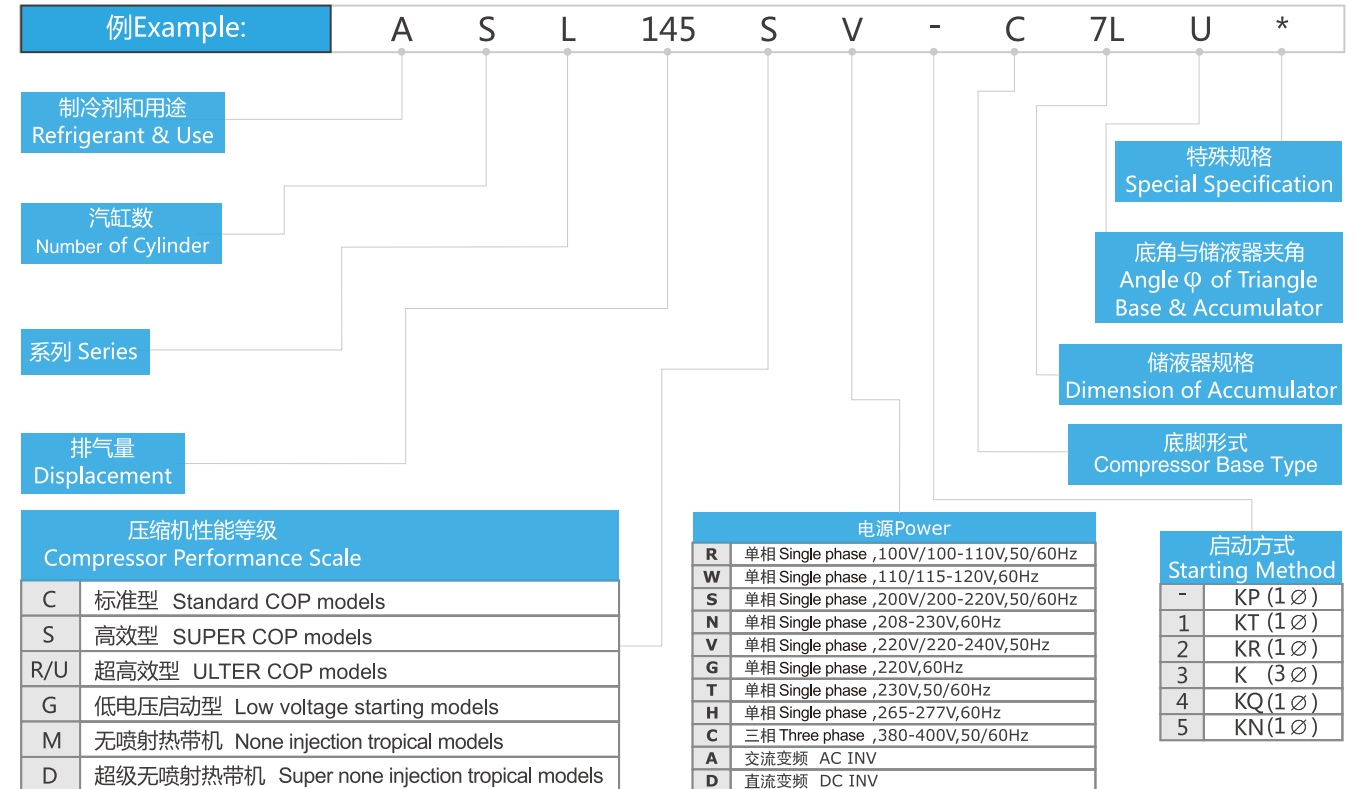 例Example: A S L 145 S V - C 7L U *
制冷剂和用途
Refrigerant & Use
汽缸数
Number of Cylinder
系列 Series
排气量
Displacement
特殊规格
Special Specification
底角与储液器夹角
Angle φ of Triangle
Base & Accumulator
储液器规格
Dimension of Accumulator
底脚形式
Compressor Base Type
压缩机性能等级
Compressor Performance Scale
C 标准型 Standard COP models
S 高效型 SUPER COP models
R/U 超高效型 ULTER COP models
G 低电压启动型 Low voltage starting models
M 无喷射热带机 None injection tropical models
D 超级无喷射热带机 Super none injection tropical models
电源Power
R 单相 Single phase ,100V/100-110V,50/60Hz
W 单相 Single phase ,110/115-120V,60Hz
S 单相 Single phase ,200V/200-220V,50/60Hz
N 单相 Single phase ,208-230V,60Hz
V 单相 Single phase ,220V/220-240V,50Hz
G 单相 Single phase ,220V,60Hz
T 单相 Single phase ,230V,50/60Hz
H 单相 Single phase ,265-277V,60Hz
C 三相 Three phase ,380-400V,50/60Hz
A 交流变频 AC INV
D 直流变频 DC INV
启动方式
Starting Method
- KP (1∅)
1 KT (1∅)
2 KR (1∅)
3 K (3∅)
4 KQ (1∅)
5 KN (1∅)